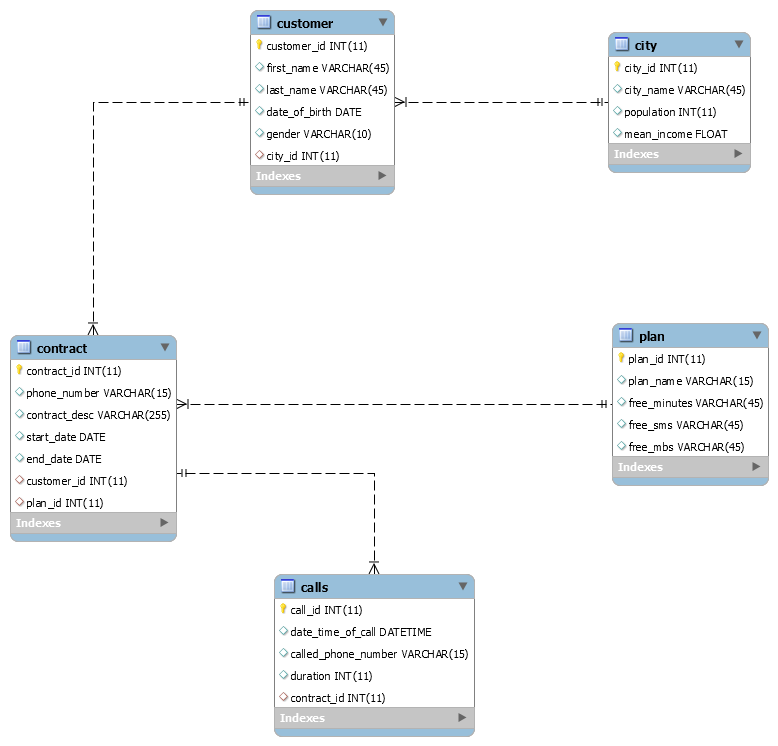 customer
customer_id INT(11)
first_name VARCHAR(45)
last_name VARCHAR(45)
date_of_birth DATE
gender VARCHAR(10)
city_id INT(11)
Indexes
city
city_id INT(11)
city_name VARCHAR(45)
population INT(11)
mean_income FLOAT
Indexes
contract
contract_id INT(11)
phone_number VARCHAR(15)
contract_desc VARCHAR(255)
start_date DATE
end_date DATE
customer_id INT(11)
plan_id INT(11)
Indexes
plan
plan_id INT(11)
plan_name VARCHAR(15)
free_minutes VARCHAR(45)
free_sms VARCHAR(45)
free_mbs VARCHAR(45)
Indexes
calls
call_id INT(11)
date_time_of_call DATETIME
called_phone_number VARCHAR(15)
duration INT(11)
contract_id INT(11)
Indexes